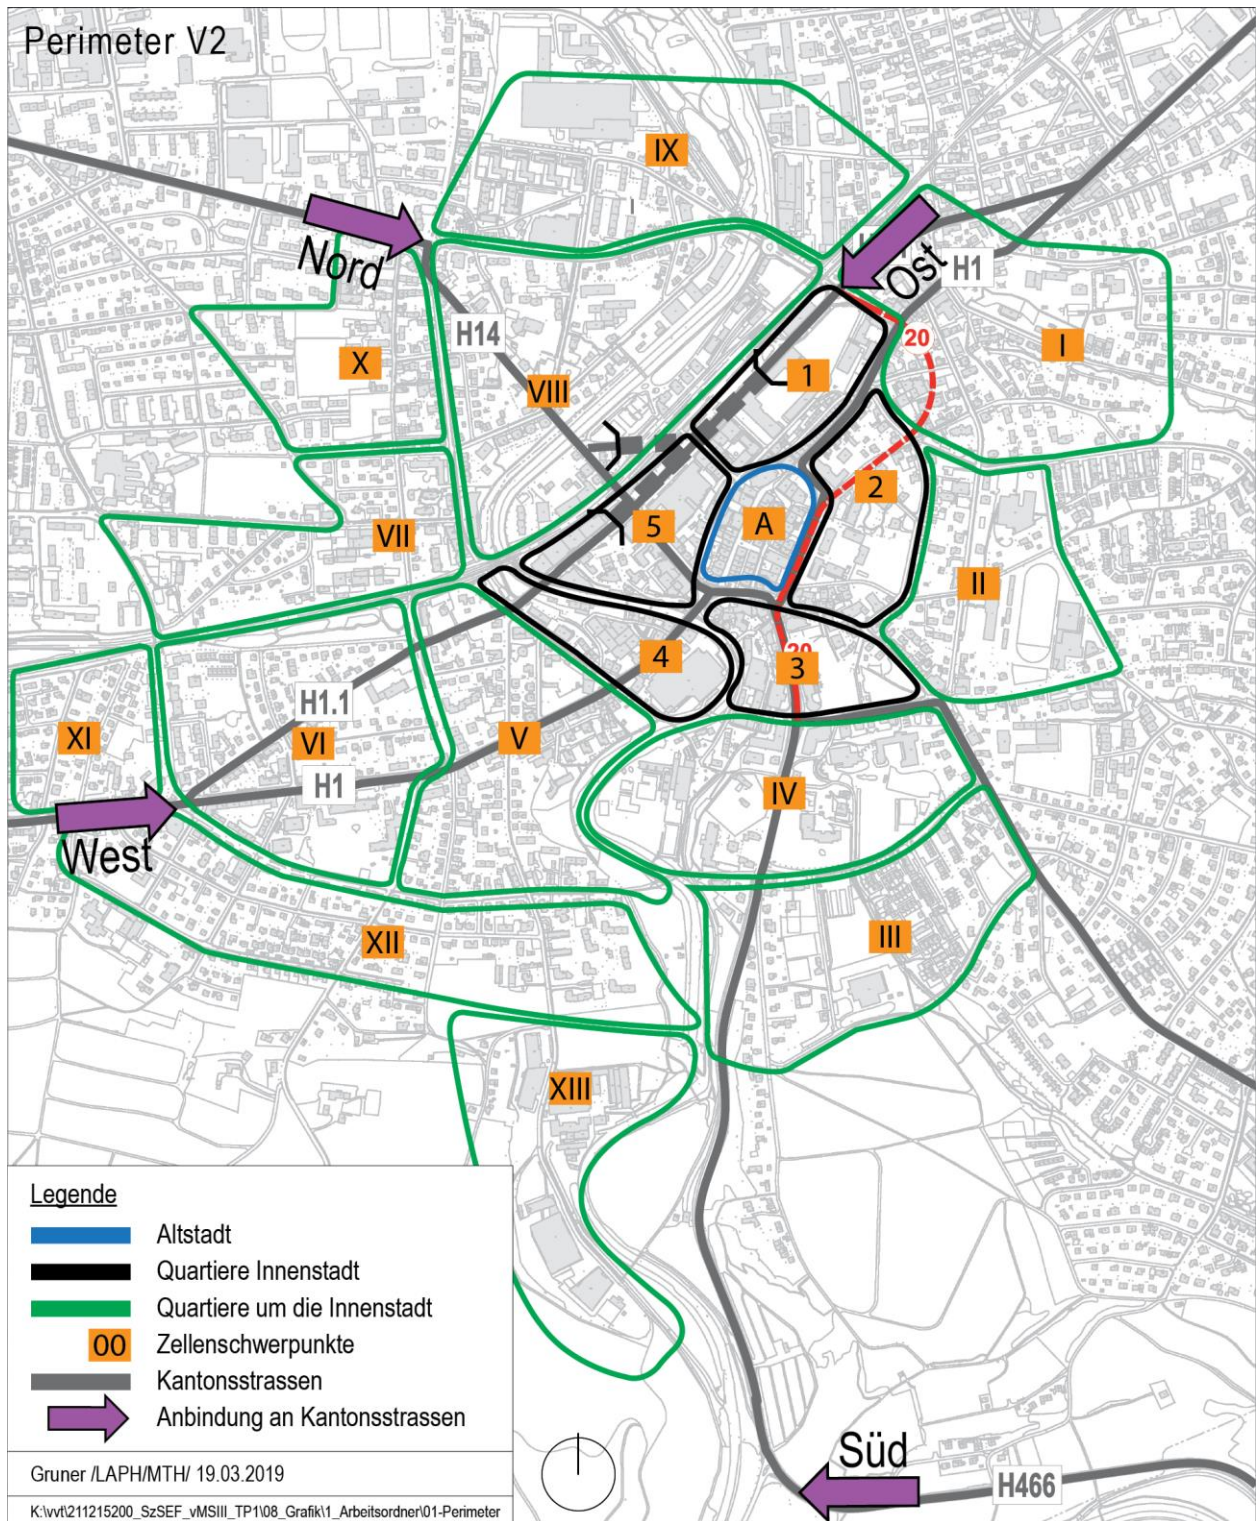 Perimeter V2
IX
Nord
Ost
H1
H14
20
I
X
1
VIII
2
VII
5
A
II
4
20
3
H1.1
XI
VI
V
H1
IV
West
XII
III
XIII
Legende
Altstadt
Quartiere Innenstadt
Quartiere um die Innenstadt
00 Zellenschwerpunkte
Kantonsstrassen
Anbindung an Kantonsstrassen
Süd
H466
Gruner /LAPH/MTH/ 19.03.2019
K:\vvt\211215200_SzSEF_vMSIII_TP1\08_Grafik\1_Arbeitsordner\01-Perimeter